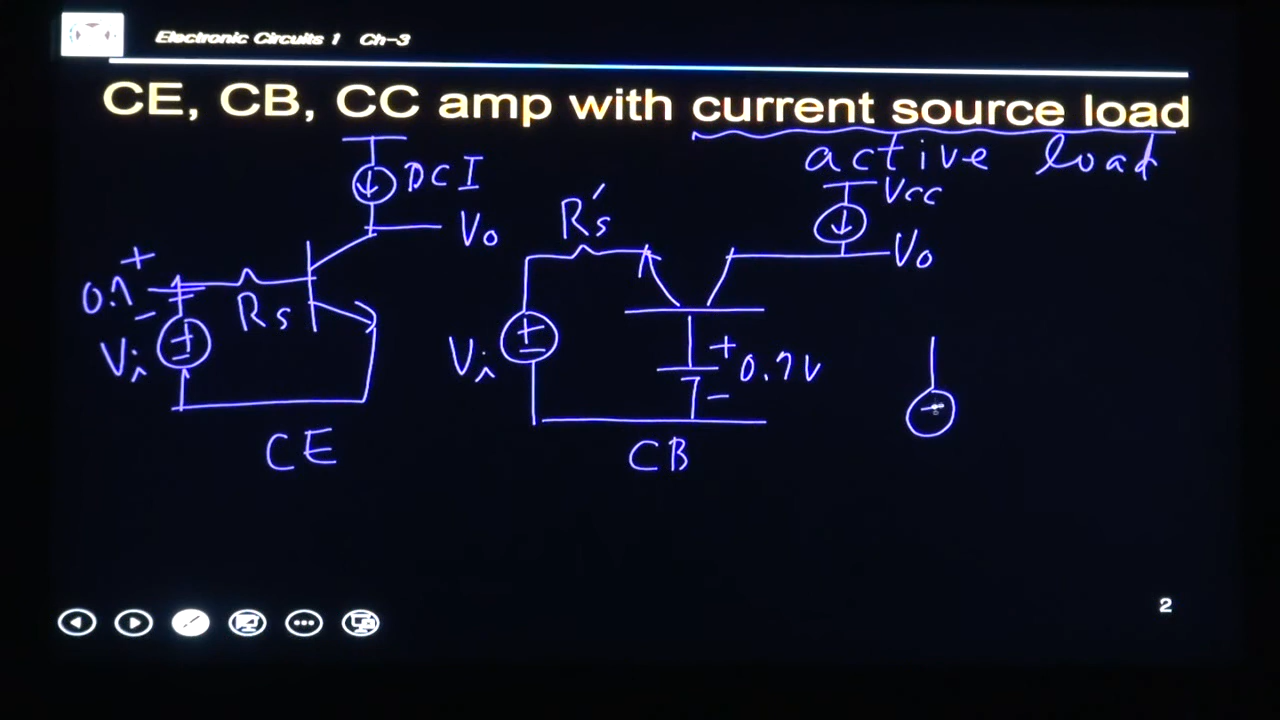 Electronic Circuits 1 Ch-3
CE, CB, CC amp with current source load
active load
DC I
Vcc
Vo
Rs'
Vo
0.7
+
-
Rs
Vi
+
-
Vi
+
-
+
0.7V
-
CE
CB
2